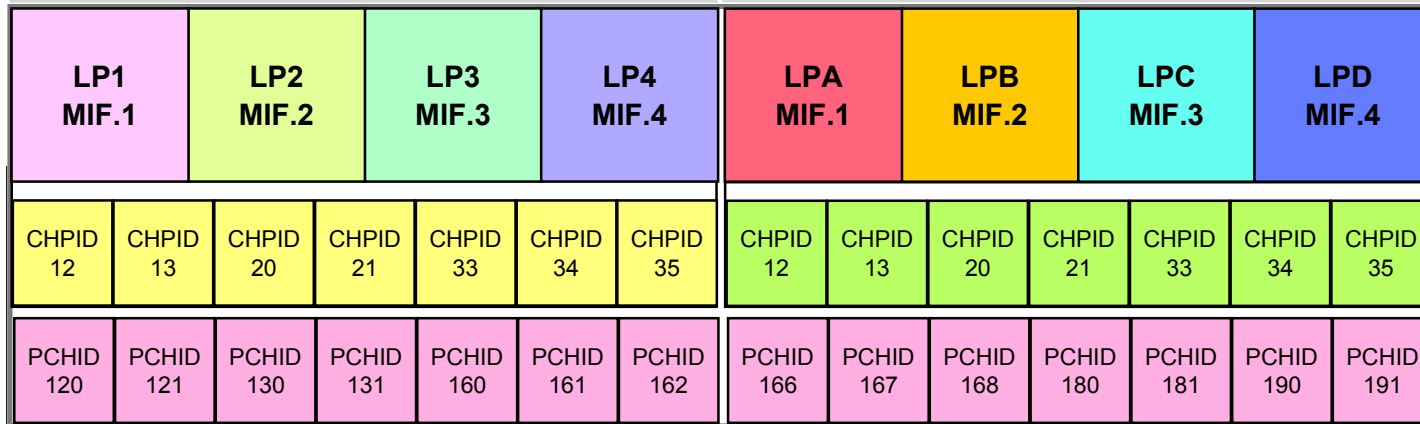 LP1
MIF.1
LP2
MIF.2
LP3
MIF.3
LP4
MIF.4
LPA
MIF.1
LPB
MIF.2
LPC
MIF.3
LPD
MIF.4
CHPID
12
CHPID
13
CHPID
20
CHPID
21
CHPID
33
CHPID
34
CHPID
35
CHPID
12
CHPID
13
CHPID
20
CHPID
21
CHPID
33
CHPID
34
CHPID
35
PCHID
120
PCHID
121
PCHID
130
PCHID
131
PCHID
160
PCHID
161
PCHID
162
PCHID
166
PCHID
167
PCHID
168
PCHID
180
PCHID
181
PCHID
190
PCHID
191